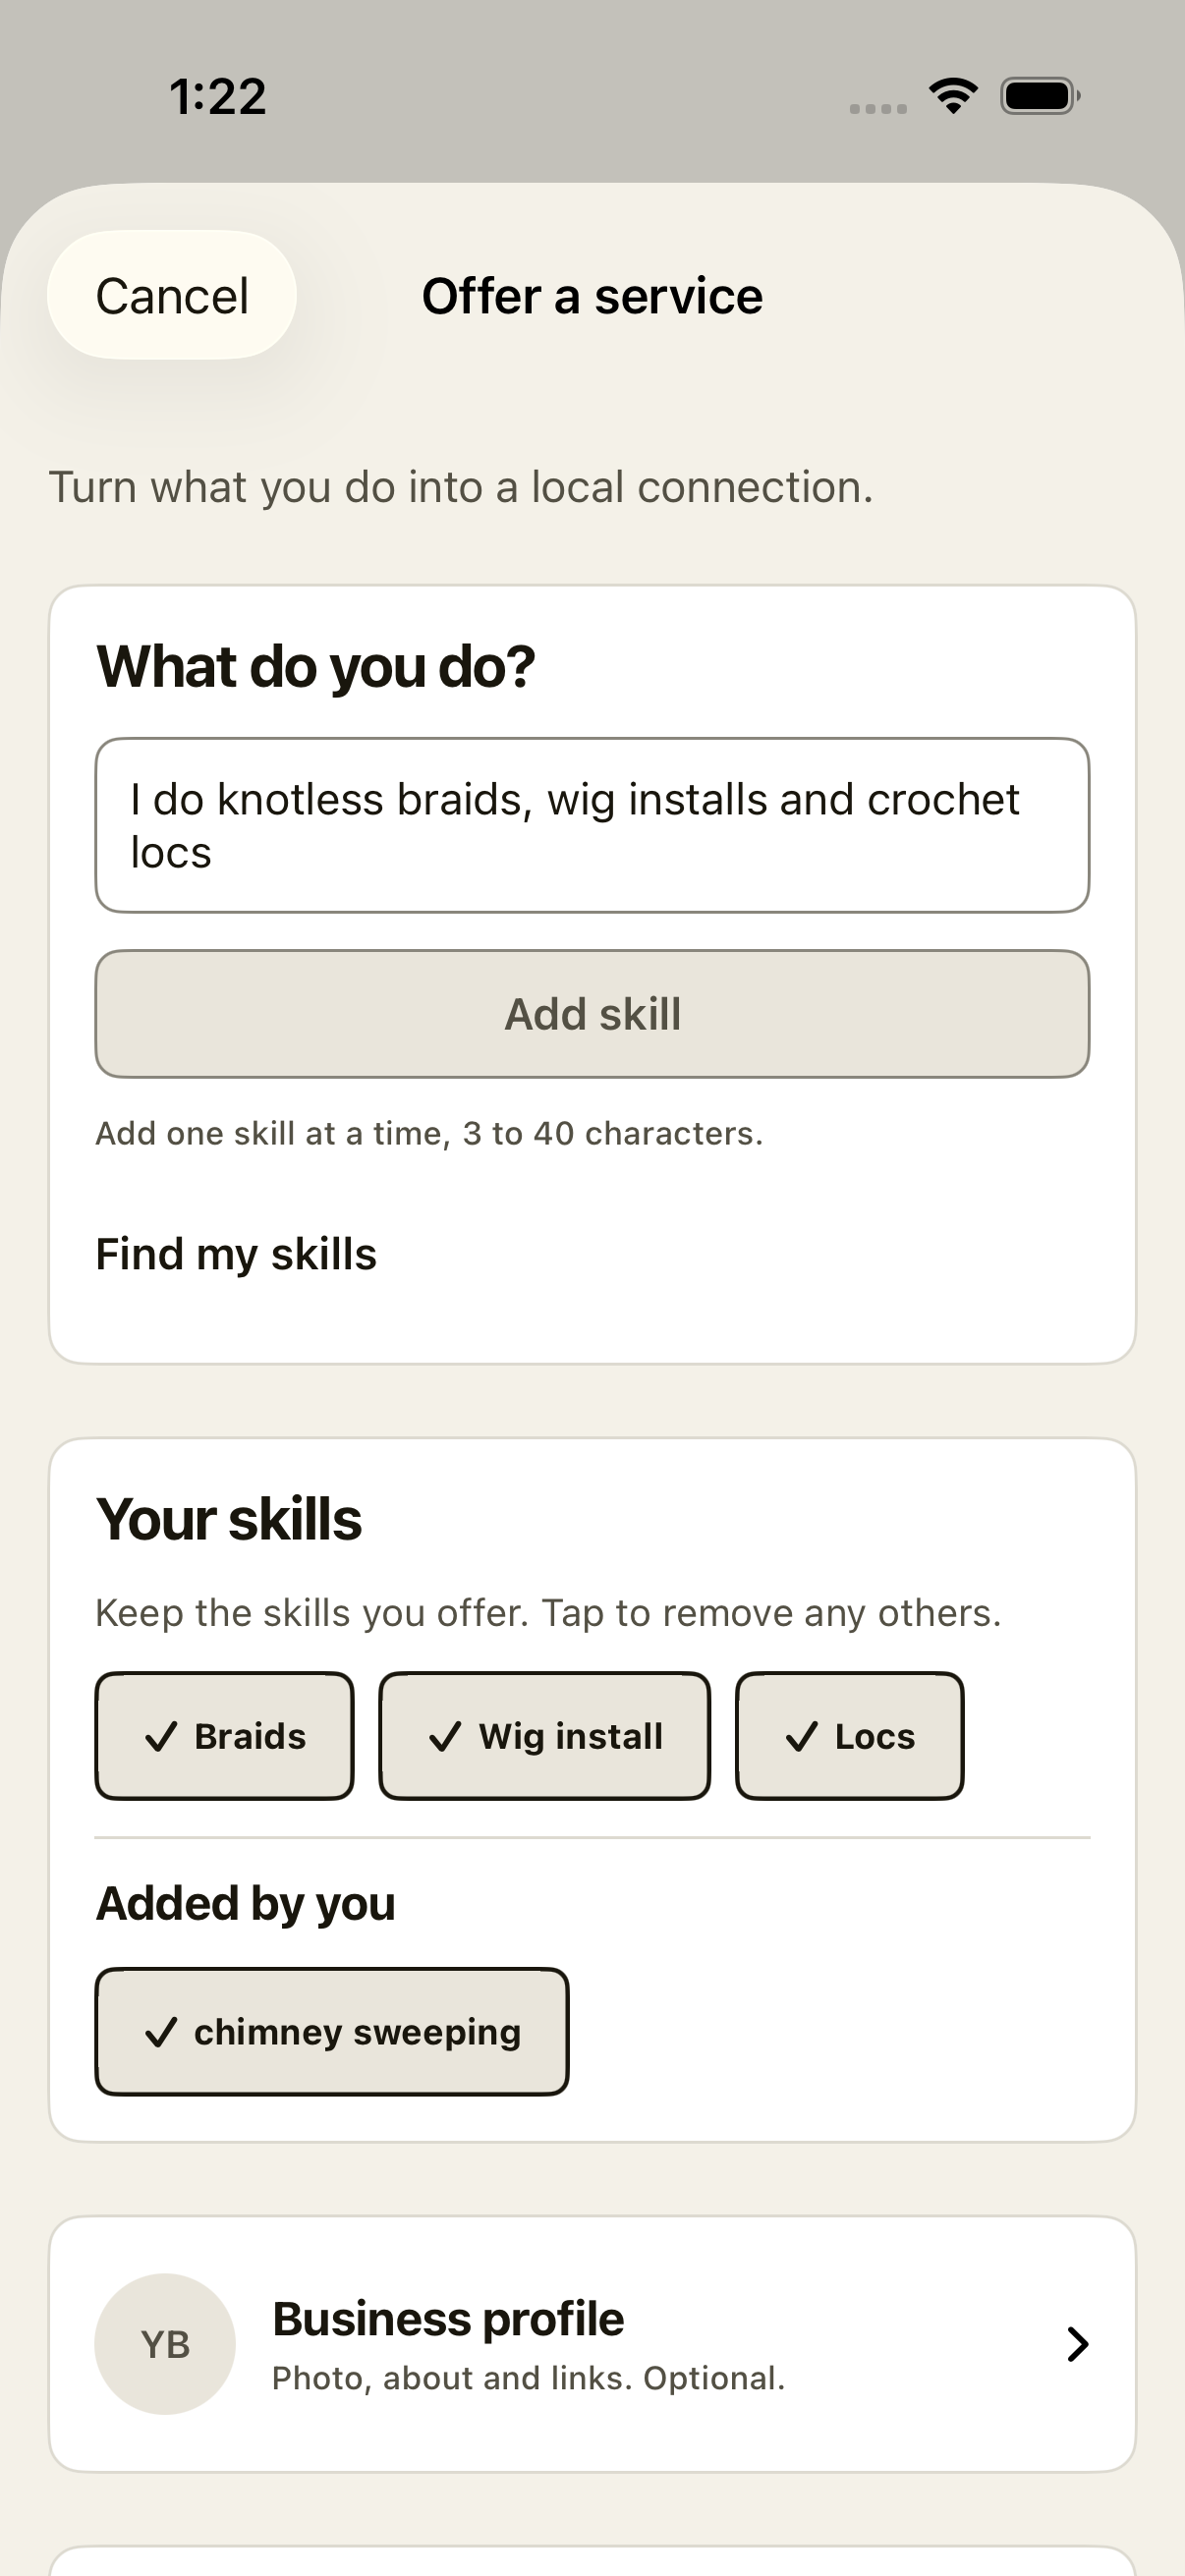 1:22
Cancel
Offer a service
Turn what you do into a local connection.
What do you do?
I do knotless braids, wig installs and crochet
locs
Add skill
Add one skill at a time, 3 to 40 characters.
Find my skills
Your skills
Keep the skills you offer. Tap to remove any others.
Braids
Wig install
Locs
Added by you
chimney sweeping
YB
Business profile
Photo, about and links. Optional.